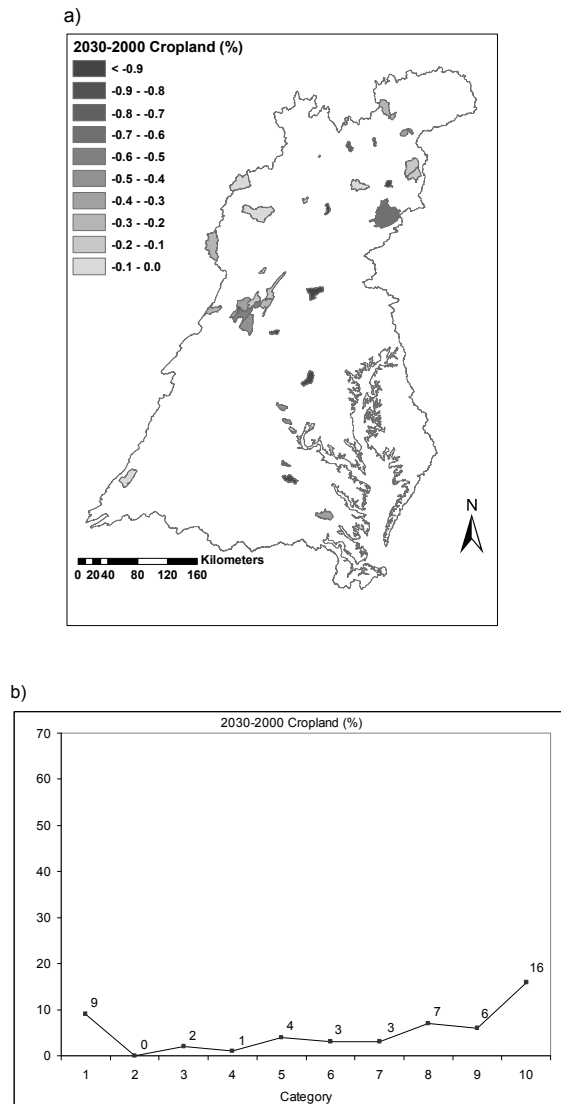 a)
2030-2000 Cropland (%)
< -0.9
-0.9 - -0.8
-0.8 - -0.7
-0.7 - -0.6
-0.6 - -0.5
-0.5 - -0.4
-0.4 - -0.3
-0.3 - -0.2
-0.2 - -0.1
-0.1 - 0.0
N
Kilometers
0 20 40 80 120 160
b)
2030-2000 Cropland (%)
70
60
50
40
30
20
10
0
9 0 2 1 4 3 3 7 6 16
1 2 3 4 5 6 7 8 9 10
Category